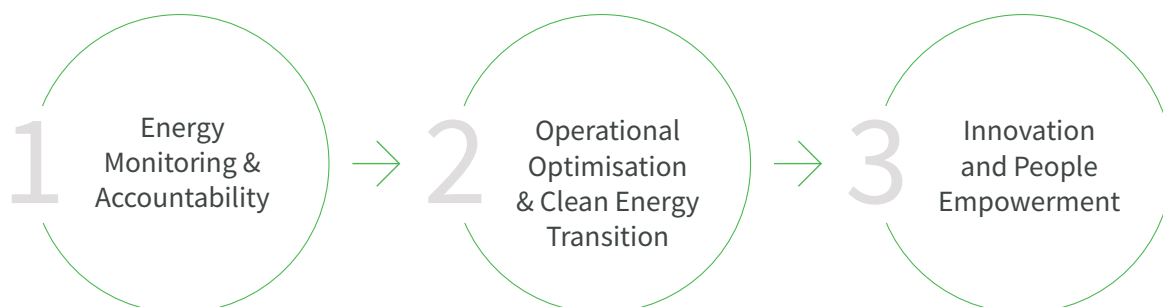 1
Energy
Monitoring &
Accountability
2
Operational
Optimisation
& Clean Energy
Transition
3
Innovation
and People
Empowerment